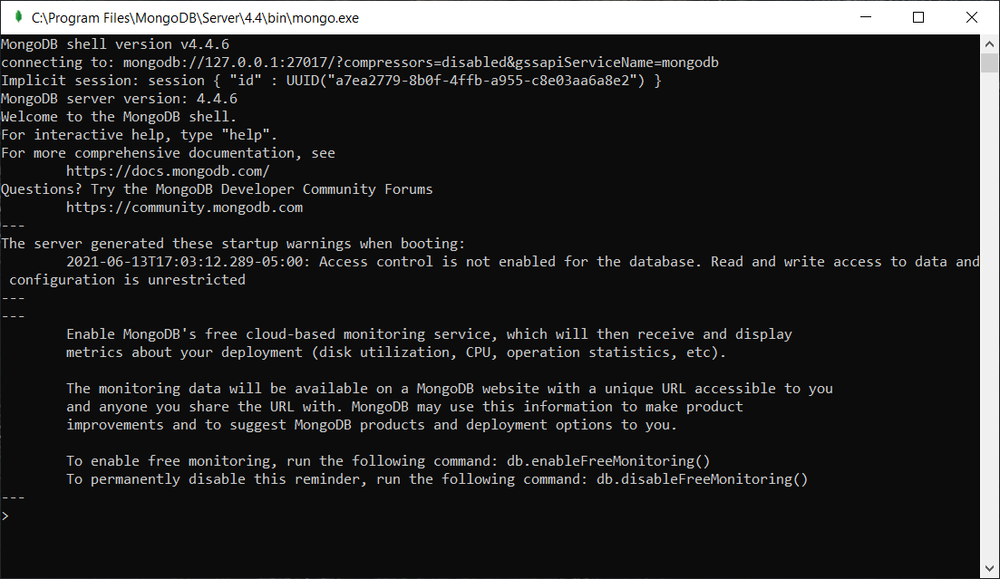 C:\Program Files\MongoDB\Server\4.4\bin\mongo.exe
MongoDB shell version v4.4.6
connecting to: mongodb://127.0.0.1:27017/?compressors=disabled&gssapiServiceName=mongodb
Implicit session: session { "id" : UUID("a7ea2779-8b0f-4ffb-a955-c8e03aa6a8e2") }
MongoDB server version: 4.4.6
Welcome to the MongoDB shell.
For interactive help, type "help".
For more comprehensive documentation, see
        https://docs.mongodb.com/
Questions? Try the MongoDB Developer Community Forums
        https://community.mongodb.com
---
The server generated these startup warnings when booting:
        2021-06-13T17:03:12.289-05:00: Access control is not enabled for the database. Read and write access to data and
 configuration is unrestricted
---
---
        Enable MongoDB's free cloud-based monitoring service, which will then receive and display
        metrics about your deployment (disk utilization, CPU, operation statistics, etc).

        The monitoring data will be available on a MongoDB website with a unique URL accessible to you
        and anyone you share the URL with. MongoDB may use this information to make product
        improvements and to suggest MongoDB products and deployment options to you.

        To enable free monitoring, run the following command: db.enableFreeMonitoring()
        To permanently disable this reminder, run the following command: db.disableFreeMonitoring()
---
>